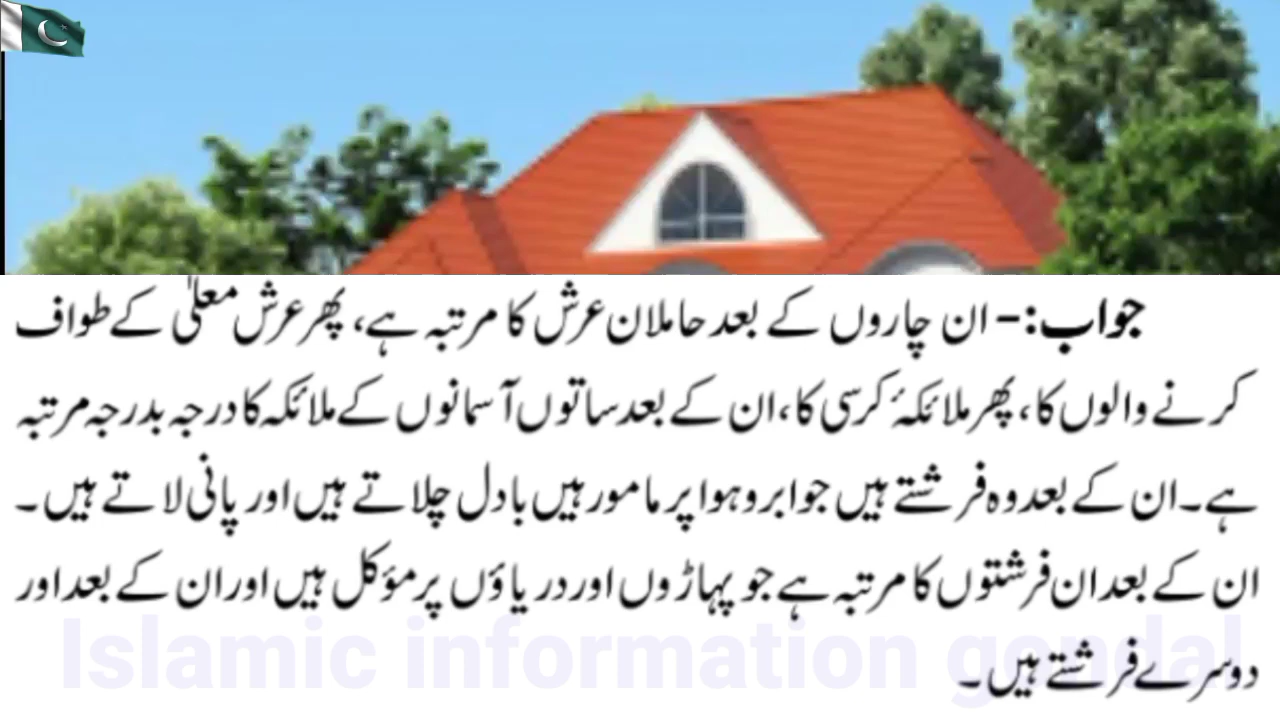 جواب:- ان چاروں کے بعد حاملان عرش کا مرتبہ ہے، پھر عرش معلیٰ کے طواف
کرنے والوں کا، پھر ملائکۂ کرسی کا، ان کے بعد ساتوں آسمانوں کے ملائکہ کا درجہ بدرجہ مرتبہ
ہے۔ ان کے بعد وہ فرشتے ہیں جو ابر و ہوا پر مامور ہیں بادل چلاتے ہیں اور پانی لاتے ہیں۔
ان کے بعد ان فرشتوں کا مرتبہ ہے جو پہاڑوں اور دریاؤں پر مؤکل ہیں اور ان کے بعد اور
دوسرے فرشتے ہیں۔
Islamic information gondal